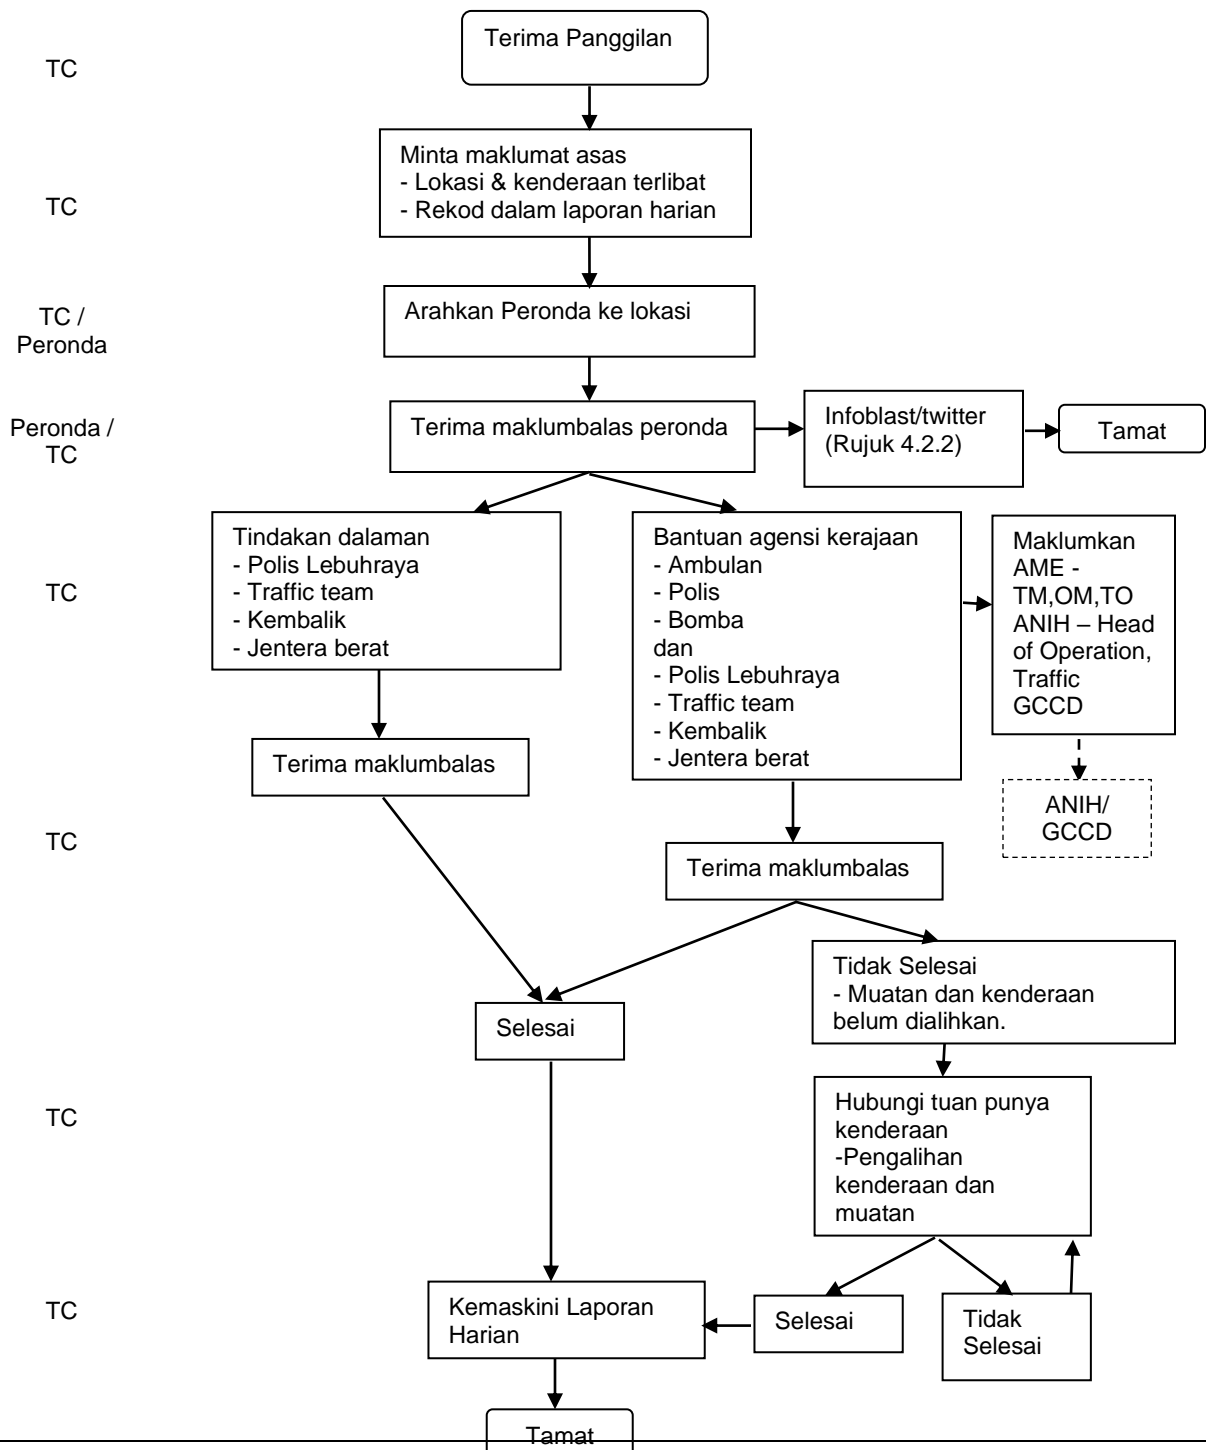 Terima Panggilan
TC
Minta maklumat asas
- Lokasi & kenderaan terlibat
- Rekod dalam laporan harian
TC
Arahkan Peronda ke lokasi
TC /
Peronda
Terima maklumbalas peronda
Infoblast/twitter
(Rujuk 4.2.2)
Tamat
Peronda /
TC
Tindakan dalaman
- Polis Lebuhraya
- Traffic team
- Kembalik
- Jentera berat
Bantuan agensi kerajaan
- Ambulan
- Polis
- Bomba
dan
- Polis Lebuhraya
- Traffic team
- Kembalik
- Jentera berat
Maklumkan
AME -
TM,OM,TO
ANIH – Head
of Operation,
Traffic
GCCD
TC
Terima maklumbalas
ANIH/
GCCD
TC
Terima maklumbalas
Tidak Selesai
- Muatan dan kenderaan
belum dialihkan.
Selesai
Hubungi tuan punya
kenderaan
-Pengalihan
kenderaan dan
muatan
TC
Kemaskini Laporan
Harian
Selesai
Tidak
Selesai
TC
Tamat